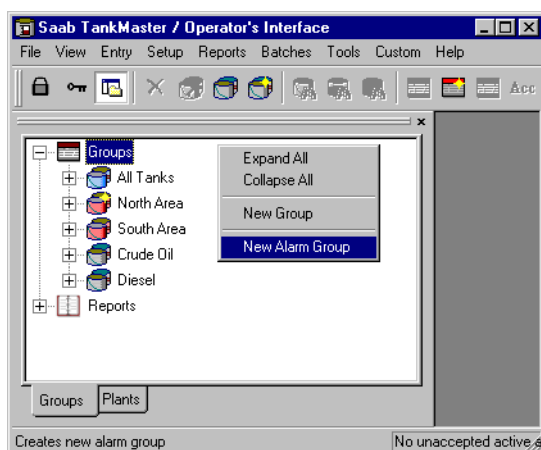 Saab TankMaster / Operator's Interface
File View Entry Setup Reports Batches Tools Custom Help
Acc
Groups
All Tanks
North Area
South Area
Crude Oil
Diesel
Reports
Expand All
Collapse All
New Group
New Alarm Group
Groups Plants
Creates new alarm group No unaccepted active